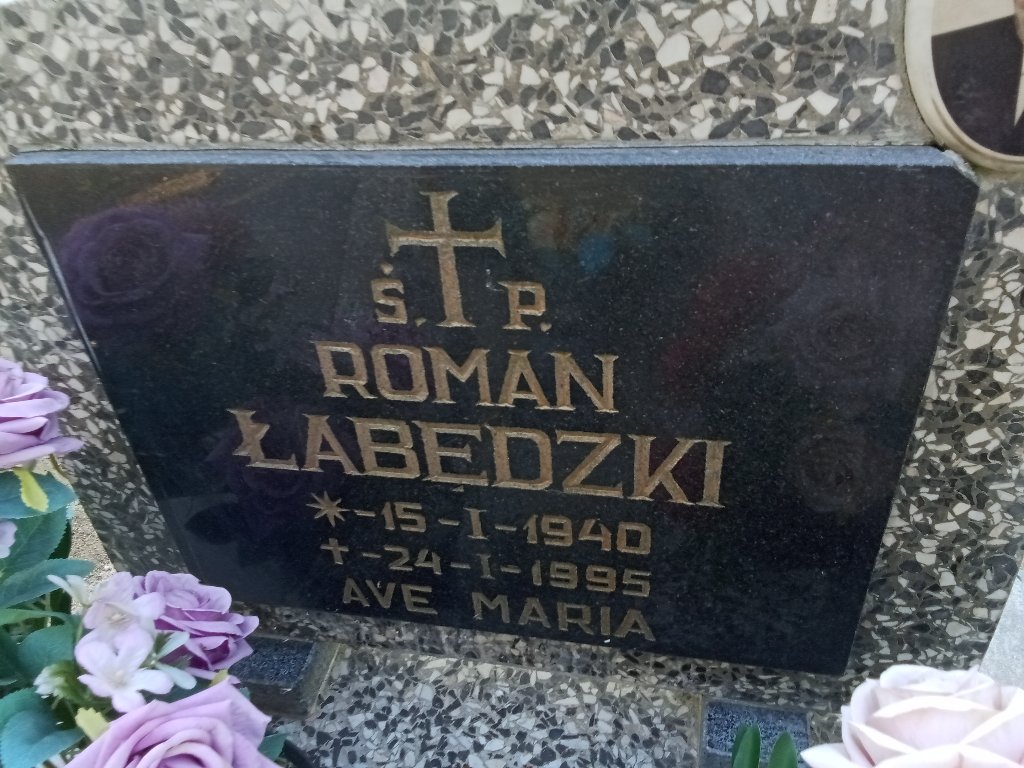 Ś. P.
ROMAN
ŁABĘDZKI
*-15-I-1940
†-24-I-1995
AVE MARIA